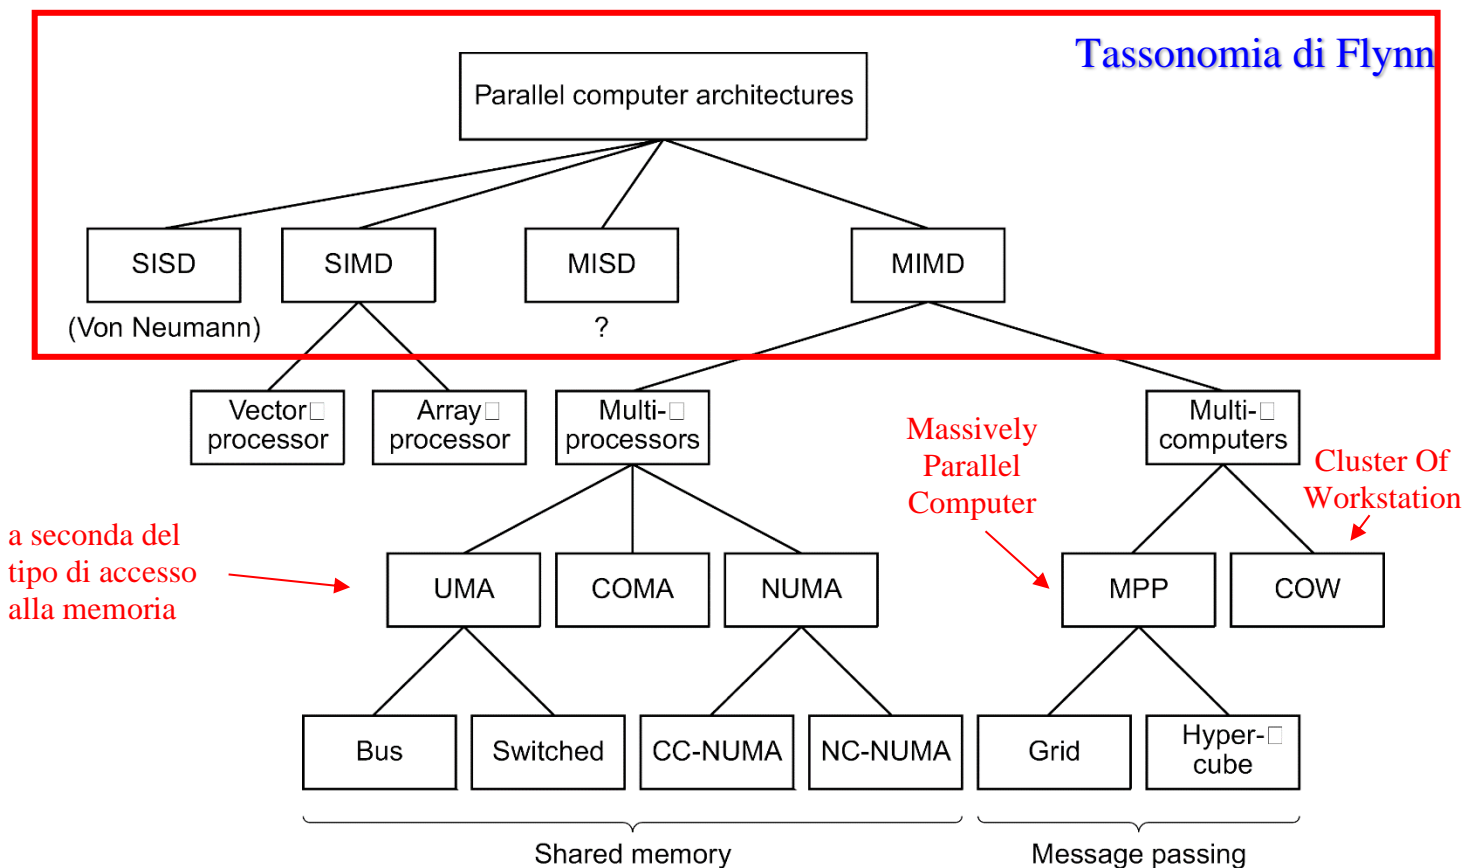 Tassonomia di Flynn
Parallel computer architectures
SISD
SIMD
MISD
MIMD
(Von Neumann)
?
Vector
processor
Array
processor
Multi-
processors
Multi-
computers
Massively
Parallel
Computer
Cluster Of
Workstation
a seconda del
tipo di accesso
alla memoria
UMA
COMA
NUMA
MPP
COW
Bus
Switched
CC-NUMA
NC-NUMA
Grid
Hyper-
cube
Shared memory
Message passing